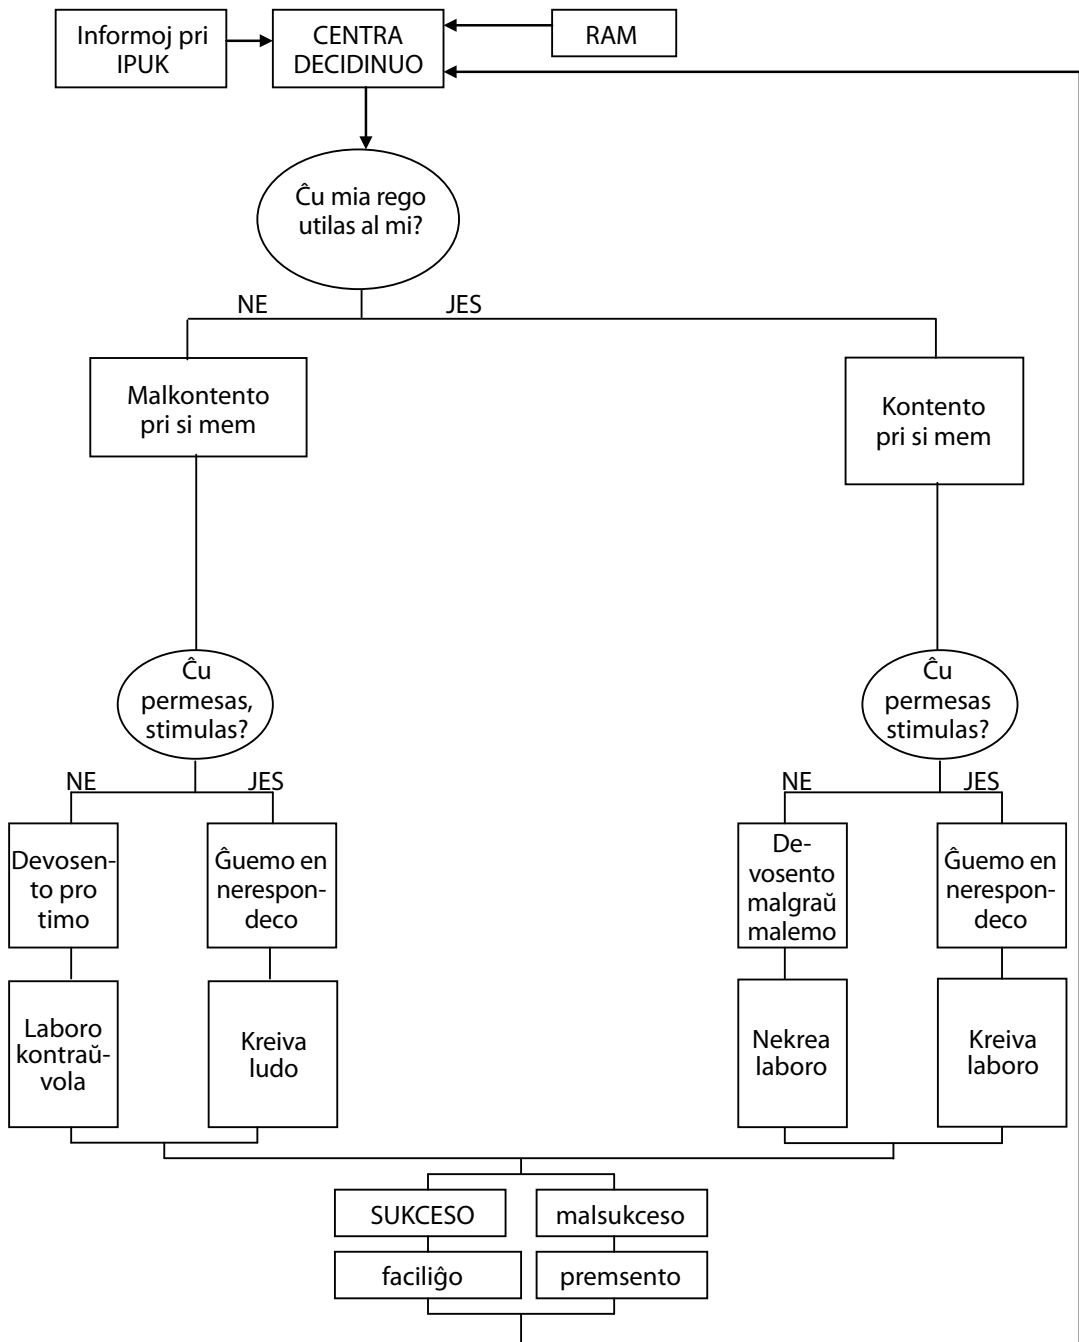 Informoj pri
IPUK
CENTRA
DECIDINUO
RAM
Ĉu mia rego
utilas al mi?
NE
JES
Malkontento
pri si mem
Kontento
pri si mem
Ĉu
permesas,
stimulas?
Ĉu
permesas
stimulas?
NE
JES
NE
JES
Devosen-
to pro
timo
Ĝuemo en
nerespon-
deco
De-
vosento
malgraŭ
malemo
Ĝuemo en
nerespon-
deco
Laboro
kontraŭ-
vola
Kreiva
ludo
Nekrea
laboro
Kreiva
laboro
SUKCESO
malsukceso
faciliĝo
premsento